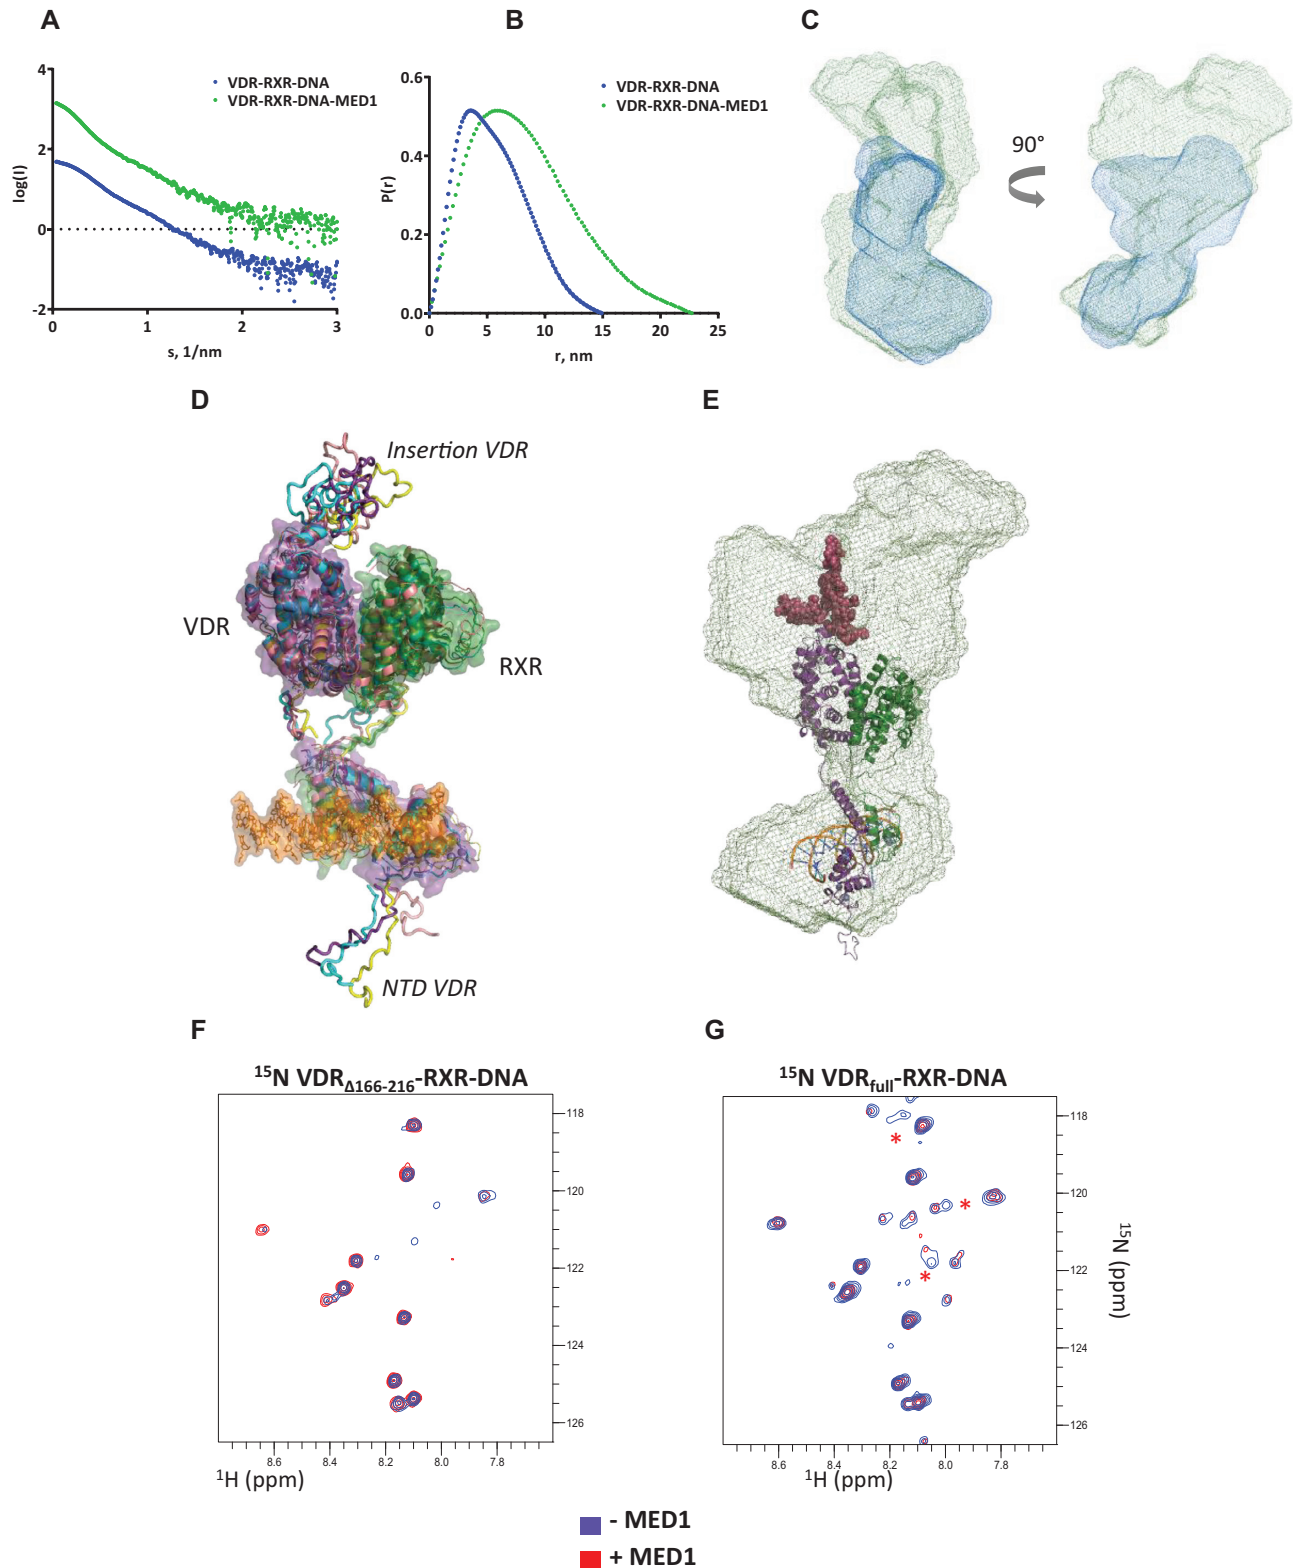 A
B
C
VDR-RXR-DNA
VDR-RXR-DNA-MED1
4
2
0
-2
log(I)
0
1
2
3
s, 1/nm
VDR-RXR-DNA
VDR-RXR-DNA-MED1
0.6
0.4
0.2
0.0
P(r)
0
5
10
15
20
25
r, nm
90°
D
E
Insertion VDR
VDR
RXR
NTD VDR
F
G
15N VDRΔ166-216-RXR-DNA
15N VDRfull-RXR-DNA
118
120
122
124
126
8.6
8.4
8.2
8.0
7.8
1H (ppm)
*
*
*
118
120
122
124
126
15N (ppm)
8.6
8.4
8.2
8.0
7.8
1H (ppm)
- MED1
+ MED1